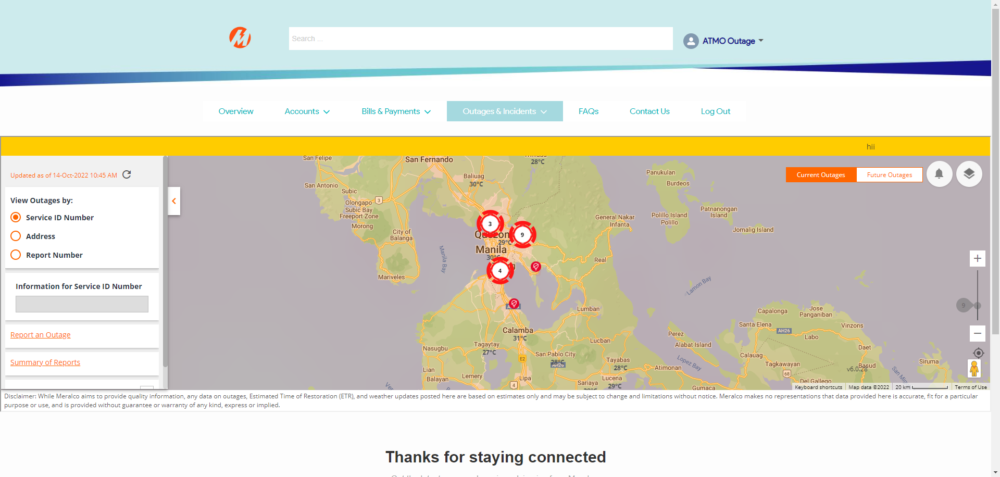 Search ...
ATMO Outage
Overview
Accounts
Bills & Payments
Outages & Incidents
FAQs
Contact Us
Log Out
hii
Updated as of 14-Oct-2022 10:45 AM
View Outages by:
Service ID Number
Address
Report Number
Information for Service ID Number
Report an Outage
Summary of Reports
Current Outages
Future Outages
San Felipe
San Fernando
28°C
Panukulan
Burdeos
Baliuag
30°C
San Antonio
Subic
Olongapo
3
Subic Bay
Freeport Zone
Morong
City of
Balanga
Mariveles
Manila Bay
3
9
29°C
Manila
30°C
4
General Nakar
Infanta
Polillo Island
Polillo
Patnanongan
Island
Jomalig Island
Real
Lamon Bay
9
Lumban
Calamba
31°C
Nasugbu
Tagaytay
27°C
E2
San Pablo City
28°C
AH26
Lucban
Tayabas
28°C
Lucena
29°C
Sariaya
Lian
Balayan
Lemery
4
Lipa
Atimonan
Gumaca
Perez
Alabat Island
Lopez Bay
Calauag
Santa Elena
AH26
Capalonga
Jose
Panganiban
Vinzons
Labo
Daet
Tagkawayan
68
Del Gallego
v6.0.28
Basud
Siruma
Keyboard shortcuts
Map data ©2022
20 km
Terms of Use
Disclaimer: While Meralco aims to provide quality information, any data on outages, Estimated Time of Restoration (ETR), and weather updates posted here are based on estimates only and may be subject to change and limitations without notice. Meralco makes no representations that data provided here is accurate, fit for a particular
purpose or use, and is provided without guarantee or warranty of any kind, express or implied.
Thanks for staying connected